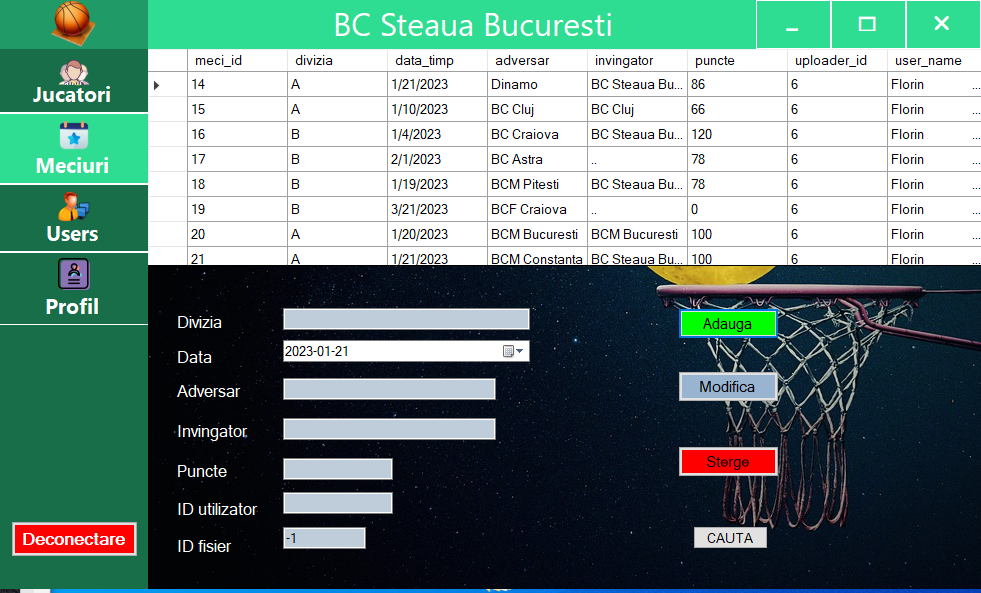 BC Steaua Bucuresti
Jucatori
Meciuri
Users
Profil
Deconectare
meci_id divizia data_timp adversar invingator puncte uploader_id user_name
14 A 1/21/2023 Dinamo BC Steaua Bu... 86 6 Florin ...
15 A 1/10/2023 BC Cluj BC Cluj 66 6 Florin ...
16 B 1/4/2023 BC Craiova BC Steaua Bu... 120 6 Florin ...
17 B 2/1/2023 BC Astra .. 78 6 Florin ...
18 B 1/19/2023 BCM Pitesti BC Steaua Bu... 78 6 Florin ...
19 B 3/21/2023 BCF Craiova .. 0 6 Florin ...
20 A 1/20/2023 BCM Bucuresti BCM Bucuresti 100 6 Florin ...
21 A 1/21/2023 BCM Constanta BC Steaua Bu... 100 6 Florin ...
Divizia
Data 2023-01-21
Adversar
Invingator
Puncte
ID utilizator
ID fisier -1
Adauga
Modifica
Sterge
CAUTA